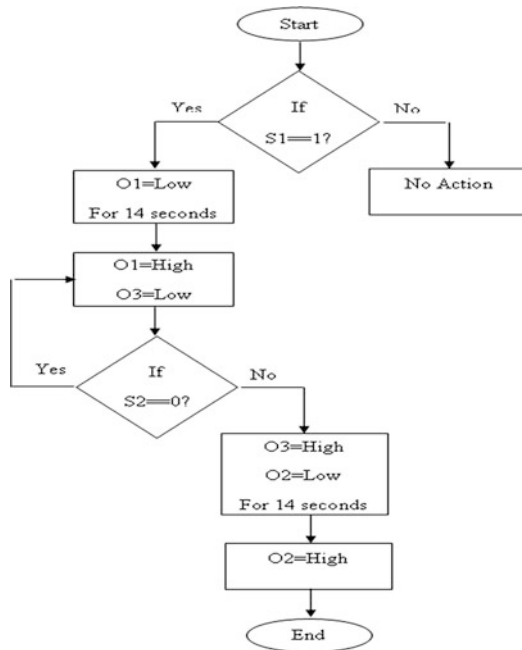 Start
If
S1==1?
Yes
No
O1=Low
For 14 seconds
No Action
O1=High
O3=Low
If
S2==0?
Yes
No
O3=High
O2=Low
For 14 seconds
O2=High
End